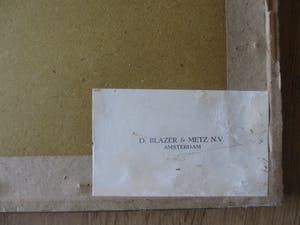 D. BLAZER & METZ N.V.
AMSTERDAM